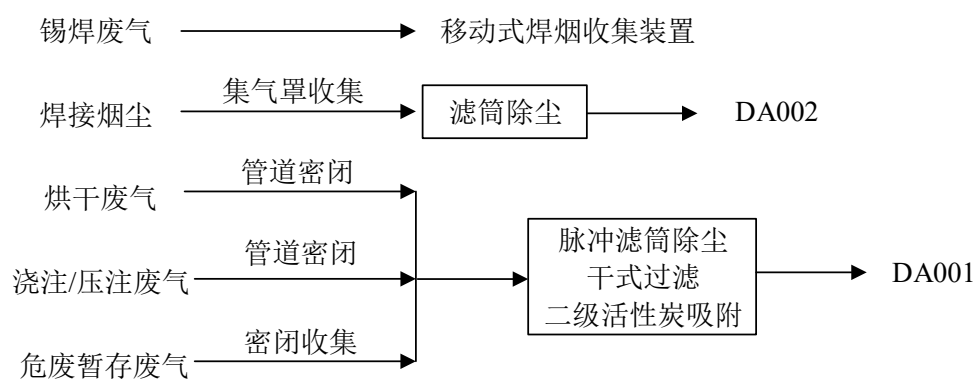 锡焊废气
移动式焊烟收集装置
焊接烟尘
集气罩收集
滤筒除尘
DA002
烘干废气
管道密闭
浇注/压注废气
管道密闭
脉冲滤筒除尘
干式过滤
二级活性炭吸附
DA001
危废暂存废气
密闭收集